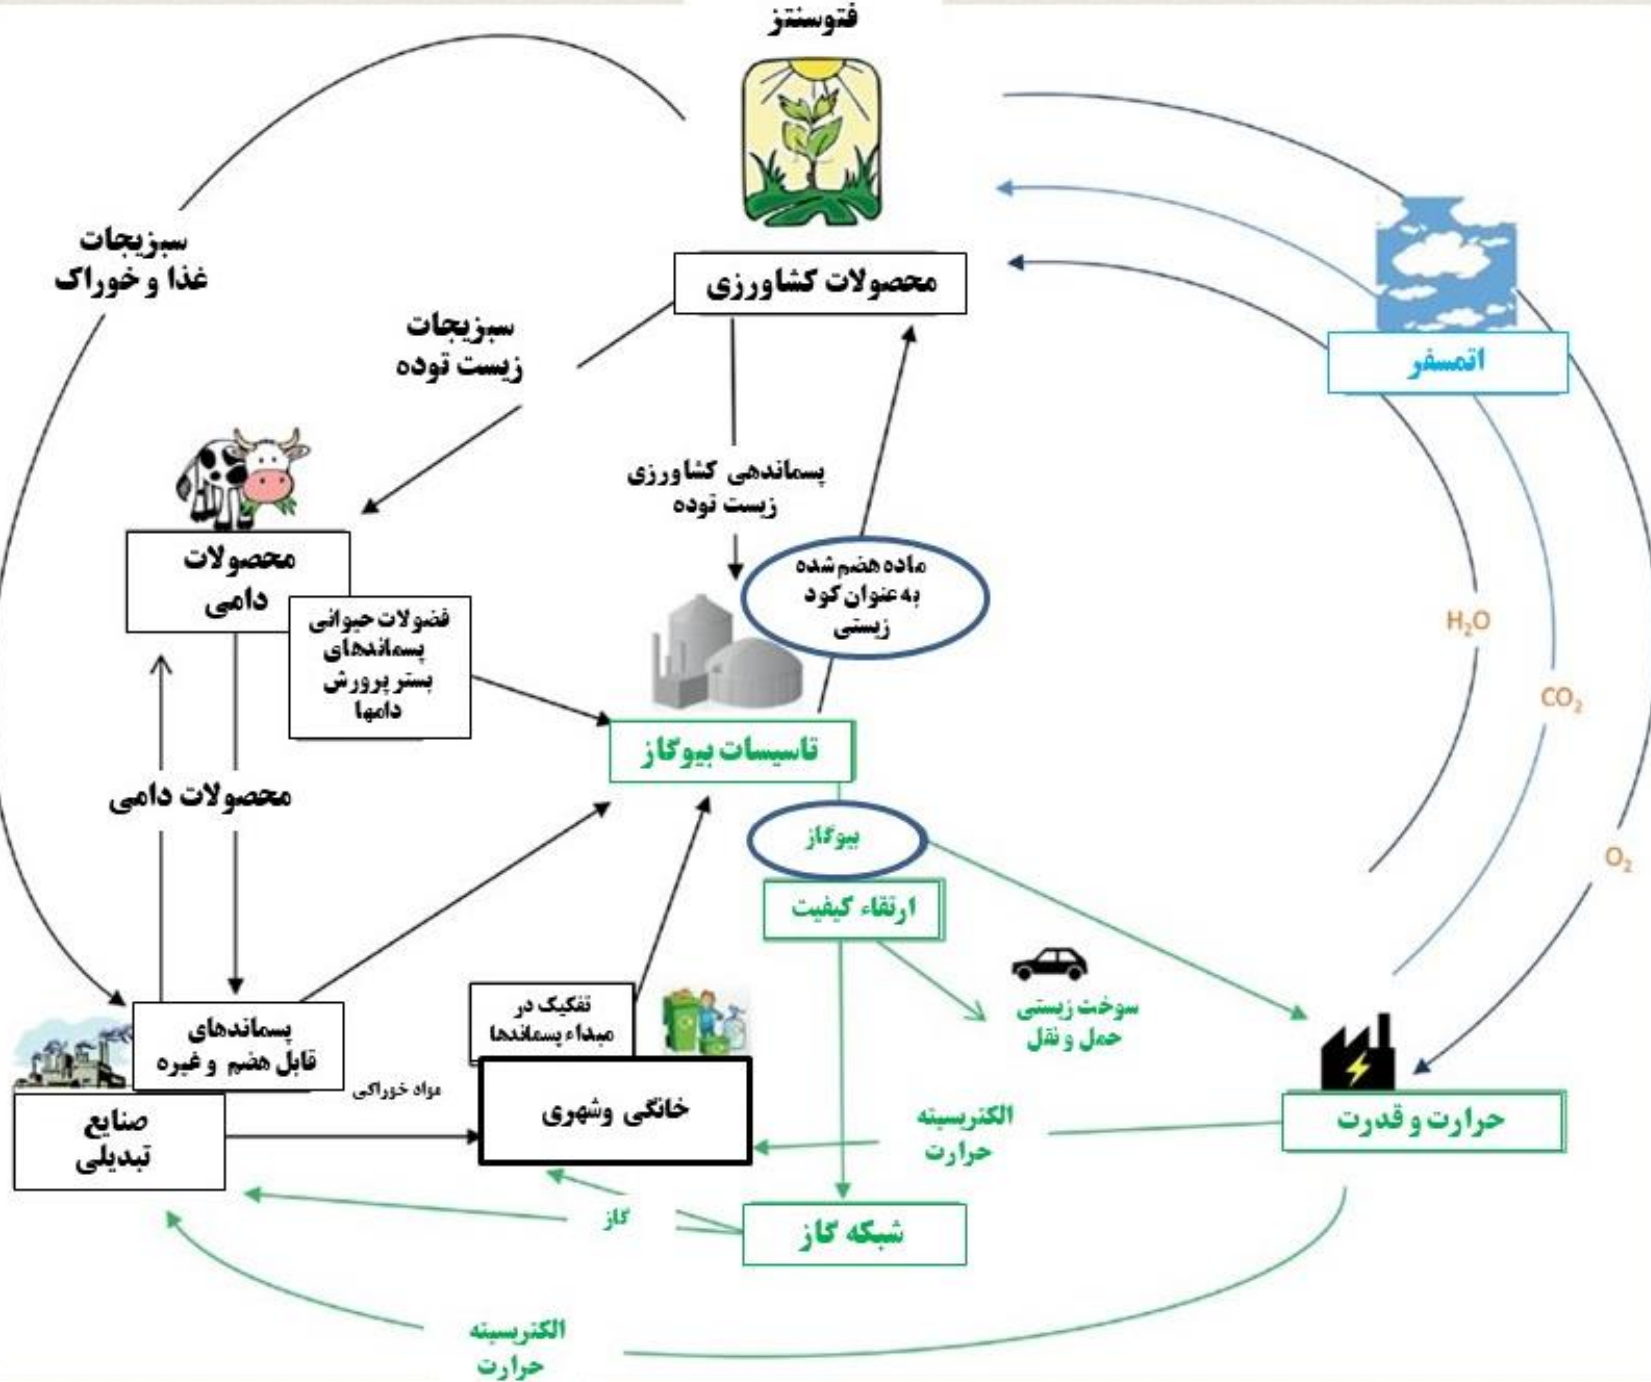 فتوسنتز
محصولات کشاورزی
سبزیجات
غذا و خوراک
سبزیجات
زیست توده
اتمسفر
پسماندهی کشاورزی
زیست توده
ماده هضم شده
به عنوان کود
زیستی
محصولات
دامی
فضولات حیوانی
پسماندهای
بستر پرورش
دامها
H₂O
CO₂
O₂
تاسیسات بیوگاز
محصولات دامی
بیوگاز
ارتقاء کیفیت
سوخت زیستی
حمل و نقل
تفکیک در
مبداء پسماندها
پسماندهای
قابل هضم و غیره
مواد خوراکی
خانگی وشهری
صنایع
تبدیلی
الکتریسیته
حرارت
حرارت و قدرت
گاز
شبکه گاز
الکتریسیته
حرارت